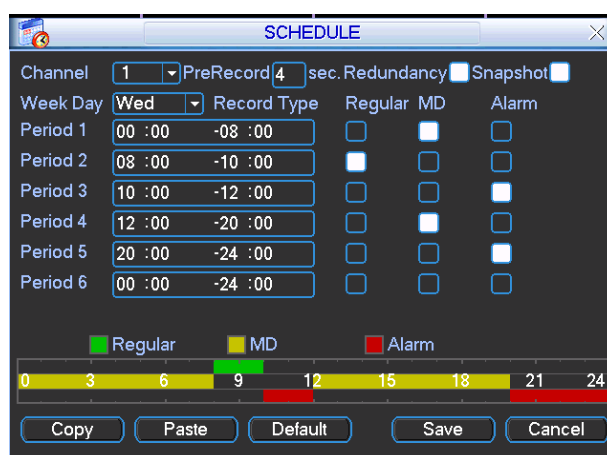 SCHEDULE
Channel 1 PreRecord 4 sec. Redundancy Snapshot
Week Day Wed Record Type Regular MD Alarm
Period 1 00 :00 -08 :00
Period 2 08 :00 -10 :00
Period 3 10 :00 -12 :00
Period 4 12 :00 -20 :00
Period 5 20 :00 -24 :00
Period 6 00 :00 -24 :00
Regular MD Alarm
0 3 6 9 12 15 18 21 24
Copy Paste Default Save Cancel